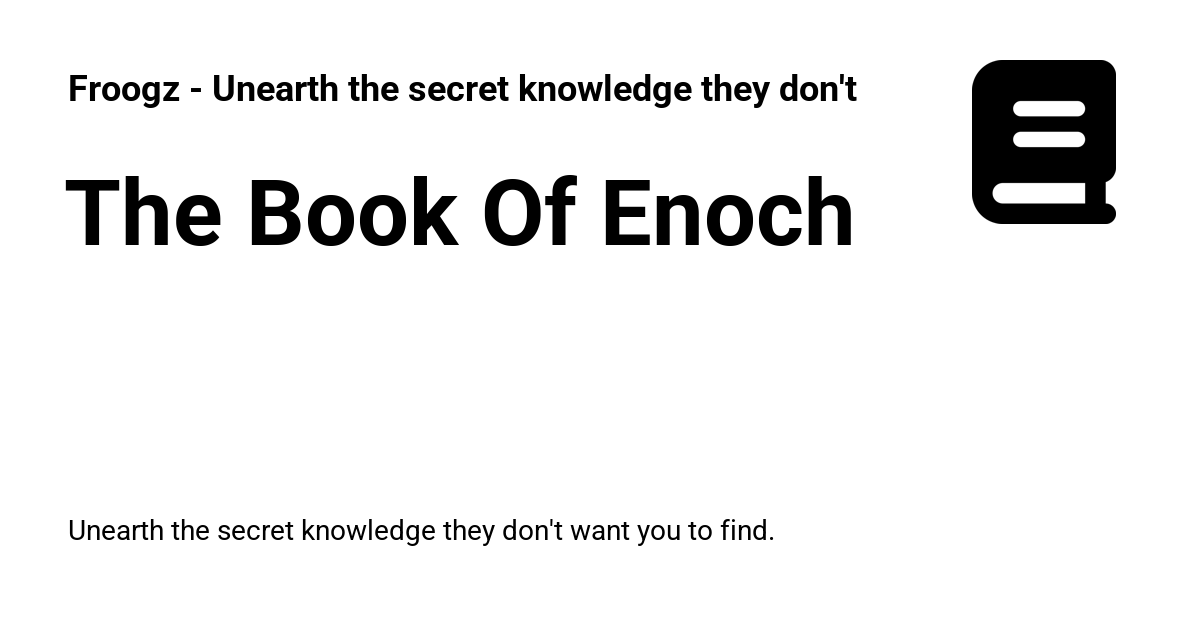 Froogz - Unearth the secret knowledge they don't
The Book Of Enoch
Unearth the secret knowledge they don't want you to find.